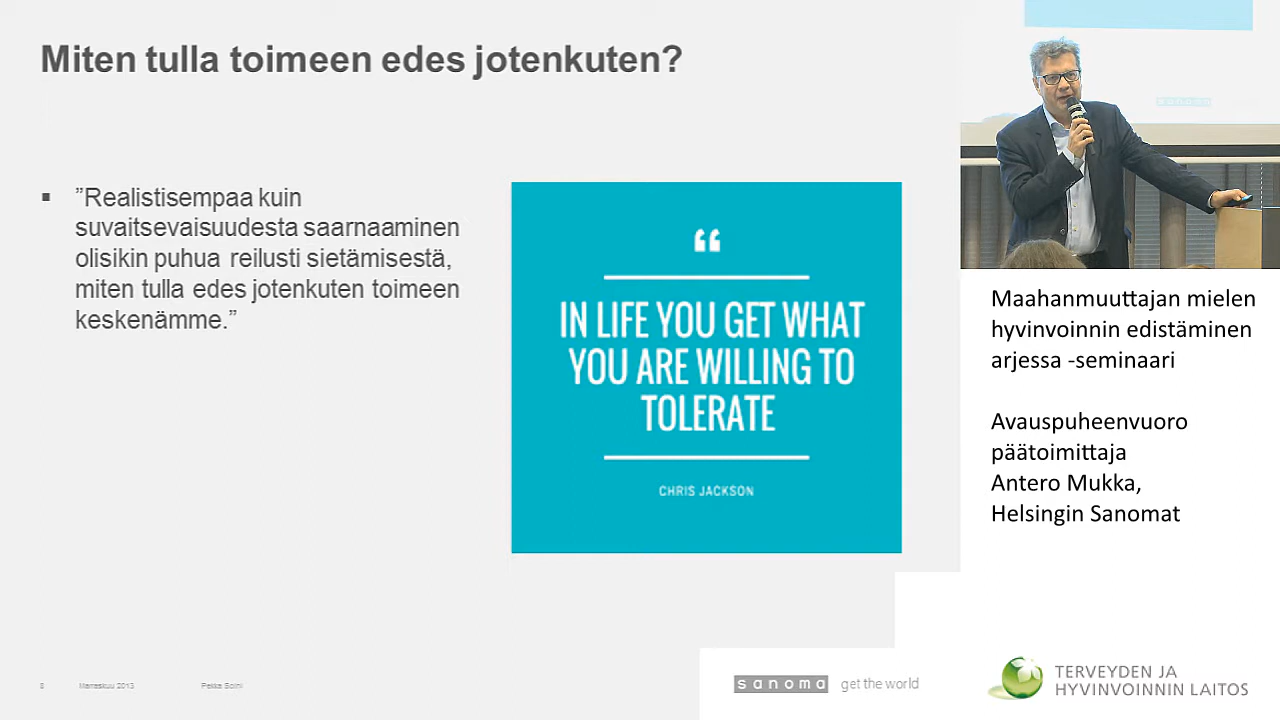 Miten tulla toimeen edes jotenkuten?
▪ ”Realistisempaa kuin
suvaitsevaisuudesta saarnaaminen
olisikin puhua reilusti sietämisestä,
miten tulla edes jotenkuten toimeen
keskenämme.”
“
IN LIFE YOU GET WHAT
YOU ARE WILLING TO
TOLERATE
CHRIS JACKSON
sanoma
Maahanmuuttajan mielen
hyvinvoinnin edistäminen
arjessa -seminaari
Avauspuheenvuoro
päätoimittaja
Antero Mukka,
Helsingin Sanomat
8 Marraskuu 2013 Pekka Soini
sanoma get the world
TERVEYDEN JA
HYVINVOINNIN LAITOS